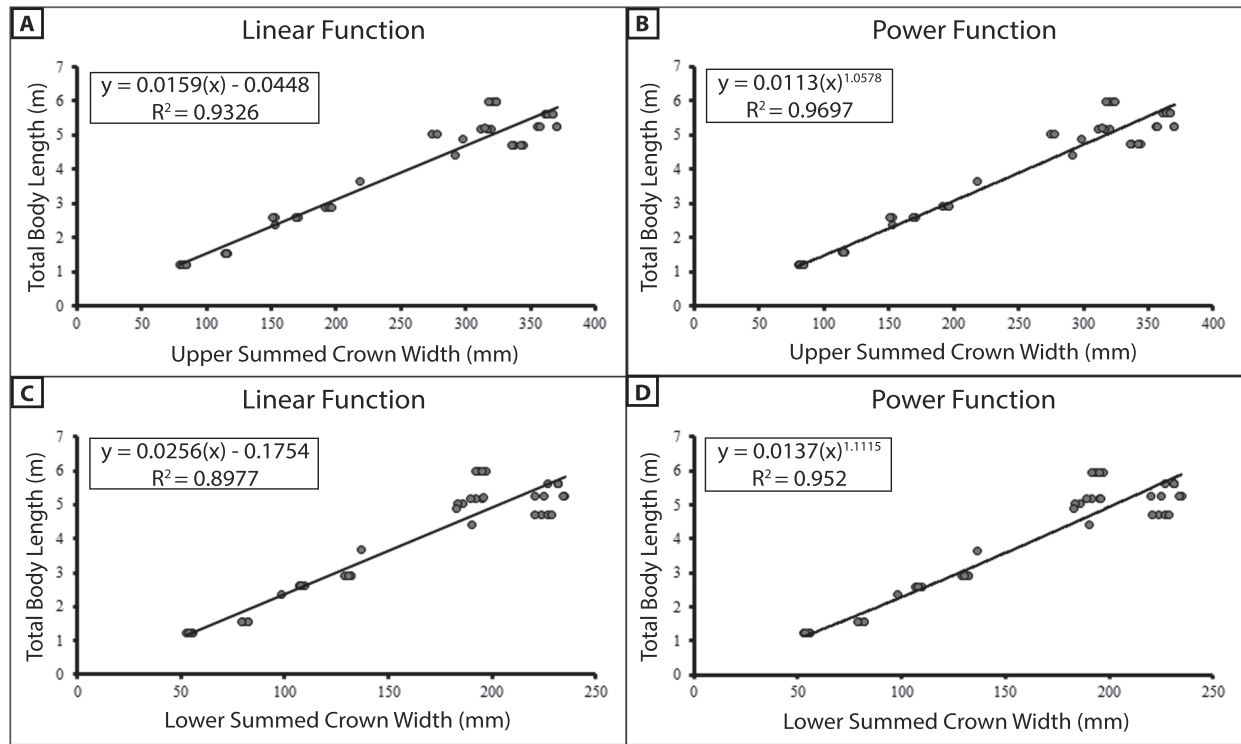 A
Linear Function
y = 0.0159(x) - 0.0448
R² = 0.9326
Total Body Length (m)
7
6
5
4
3
2
1
0
0 50 100 150 200 250 300 350 400
Upper Summed Crown Width (mm)
B
Power Function
y = 0.0113(x)^1.0578
R² = 0.9697
Total Body Length (m)
7
6
5
4
3
2
1
0
0 50 100 150 200 250 300 350 400
Upper Summed Crown Width (mm)
C
Linear Function
y = 0.0256(x) - 0.1754
R² = 0.8977
Total Body Length (m)
7
6
5
4
3
2
1
0
0 50 100 150 200 250
Lower Summed Crown Width (mm)
D
Power Function
y = 0.0137(x)^1.1115
R² = 0.952
Total Body Length (m)
7
6
5
4
3
2
1
0
0 50 100 150 200 250
Lower Summed Crown Width (mm)